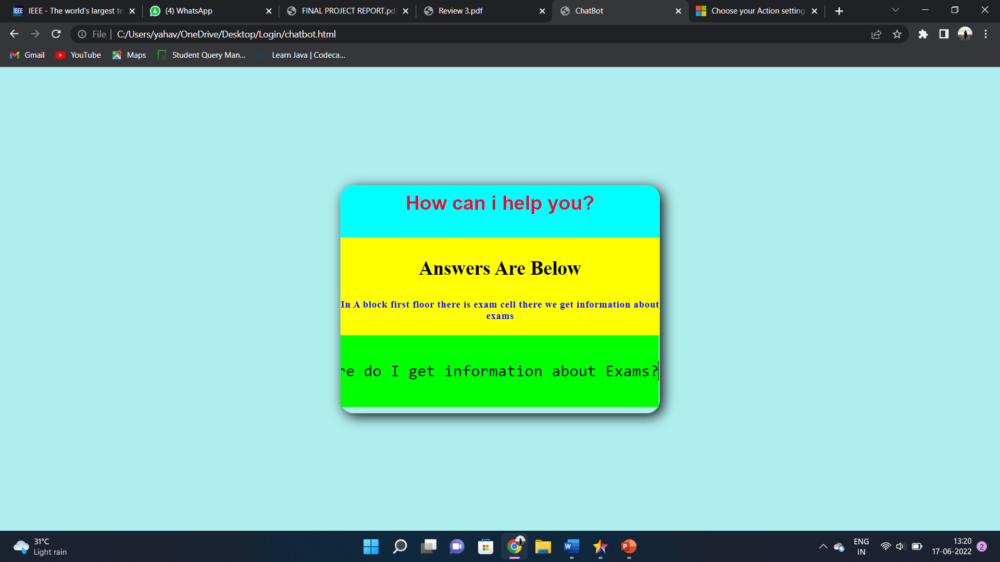 IEEE - The world's largest te
(4) WhatsApp
FINAL PROJECT REPORT.pd
Review 3.pdf
ChatBot
Choose your Action setting
File | C:/Users/yahav/OneDrive/Desktop/Login/chatbot.html
Gmail
YouTube
Maps
Student Query Man...
Learn Java | Codeca...
How can i help you?
Answers Are Below
In A block first floor there is exam cell there we get information about
exams
re do I get information about Exams?
31°C
Light rain
ENG
IN
13:20
17-06-2022
2